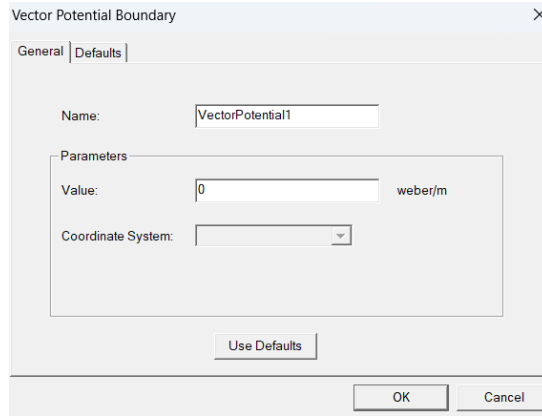 Vector Potential Boundary
General Defaults
Name: VectorPotential1
Parameters
Value: 0 weber/m
Coordinate System:
Use Defaults
OK Cancel